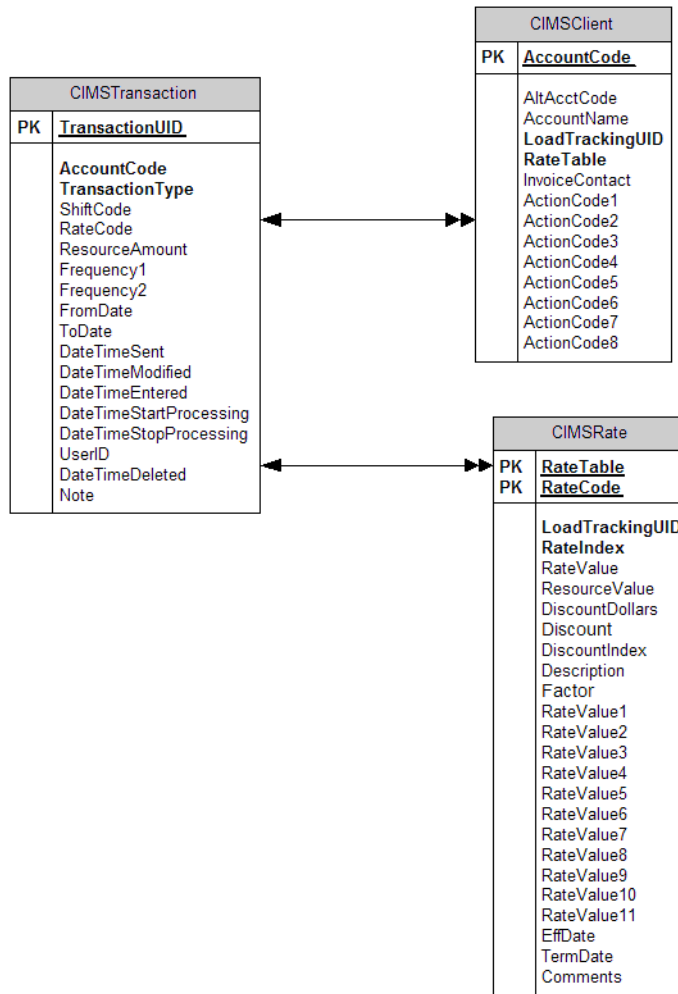 CIMSTransaction
PK TransactionUID
AccountCode
TransactionType
ShiftCode
RateCode
ResourceAmount
Frequency1
Frequency2
FromDate
ToDate
DateTimeSent
DateTimeModified
DateTimeEntered
DateTimeStartProcessing
DateTimeStopProcessing
UserID
DateTimeDeleted
Note
CIMSClient
PK AccountCode
AltAcctCode
AccountName
LoadTrackingUID
RateTable
InvoiceContact
ActionCode1
ActionCode2
ActionCode3
ActionCode4
ActionCode5
ActionCode6
ActionCode7
ActionCode8
CIMSRate
PK RateTable
PK RateCode
LoadTrackingUID
RateIndex
RateValue
ResourceValue
DiscountDollars
Discount
DiscountIndex
Description
Factor
RateValue1
RateValue2
RateValue3
RateValue4
RateValue5
RateValue6
RateValue7
RateValue8
RateValue9
RateValue10
RateValue11
EffDate
TermDate
Comments